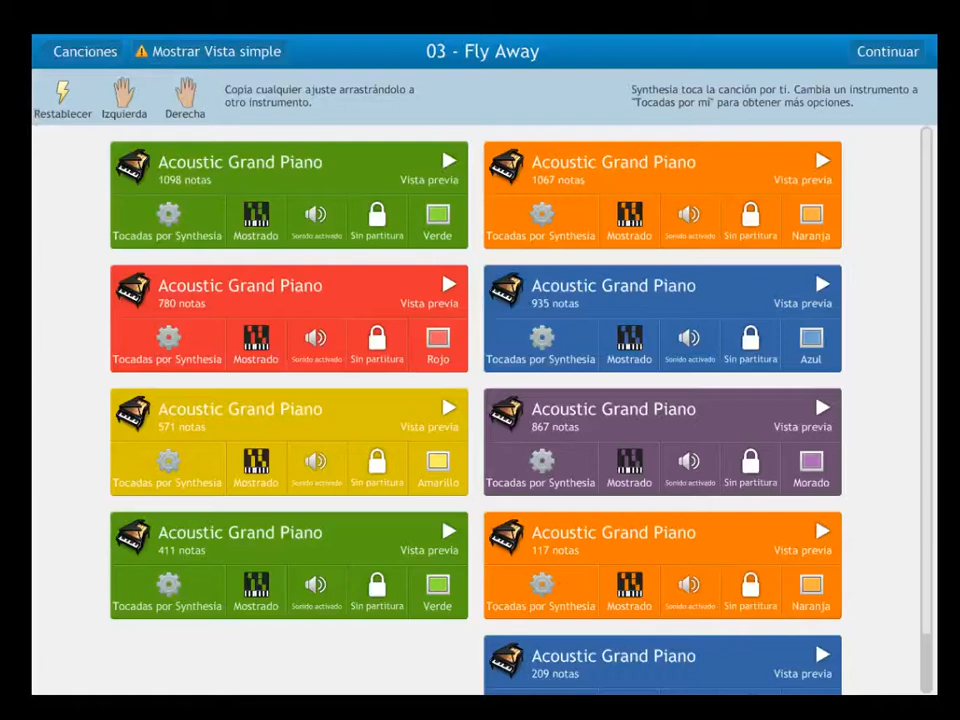 Canciones
Mostrar Vista simple
03 - Fly Away
Continuar
Restablecer
Izquierda
Derecha
Copia cualquier ajuste arrastrándolo a
otro instrumento.
Synthesia toca la canción por ti. Cambia un instrumento a
"Tocadas por mí" para obtener más opciones.
Acoustic Grand Piano
1098 notas
Vista previa
Tocadas por Synthesia
Mostrado
Sonido activado
Sin partitura
Verde
Acoustic Grand Piano
1067 notas
Vista previa
Tocadas por Synthesia
Mostrado
Sonido activado
Sin partitura
Naranja
Acoustic Grand Piano
780 notas
Vista previa
Tocadas por Synthesia
Mostrado
Sonido activado
Sin partitura
Rojo
Acoustic Grand Piano
935 notas
Vista previa
Tocadas por Synthesia
Mostrado
Sonido activado
Sin partitura
Azul
Acoustic Grand Piano
571 notas
Vista previa
Tocadas por Synthesia
Mostrado
Sonido activado
Sin partitura
Amarillo
Acoustic Grand Piano
867 notas
Vista previa
Tocadas por Synthesia
Mostrado
Sonido activado
Sin partitura
Morado
Acoustic Grand Piano
411 notas
Vista previa
Tocadas por Synthesia
Mostrado
Sonido activado
Sin partitura
Verde
Acoustic Grand Piano
117 notas
Vista previa
Tocadas por Synthesia
Mostrado
Sonido activado
Sin partitura
Naranja
Acoustic Grand Piano
209 notas
Vista previa